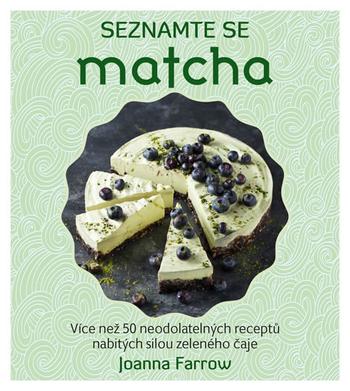 SEZNAMTE SE
matcha
Více než 50 neodolatelných receptů
nabitých silou zeleného čaje
Joanna Farrow